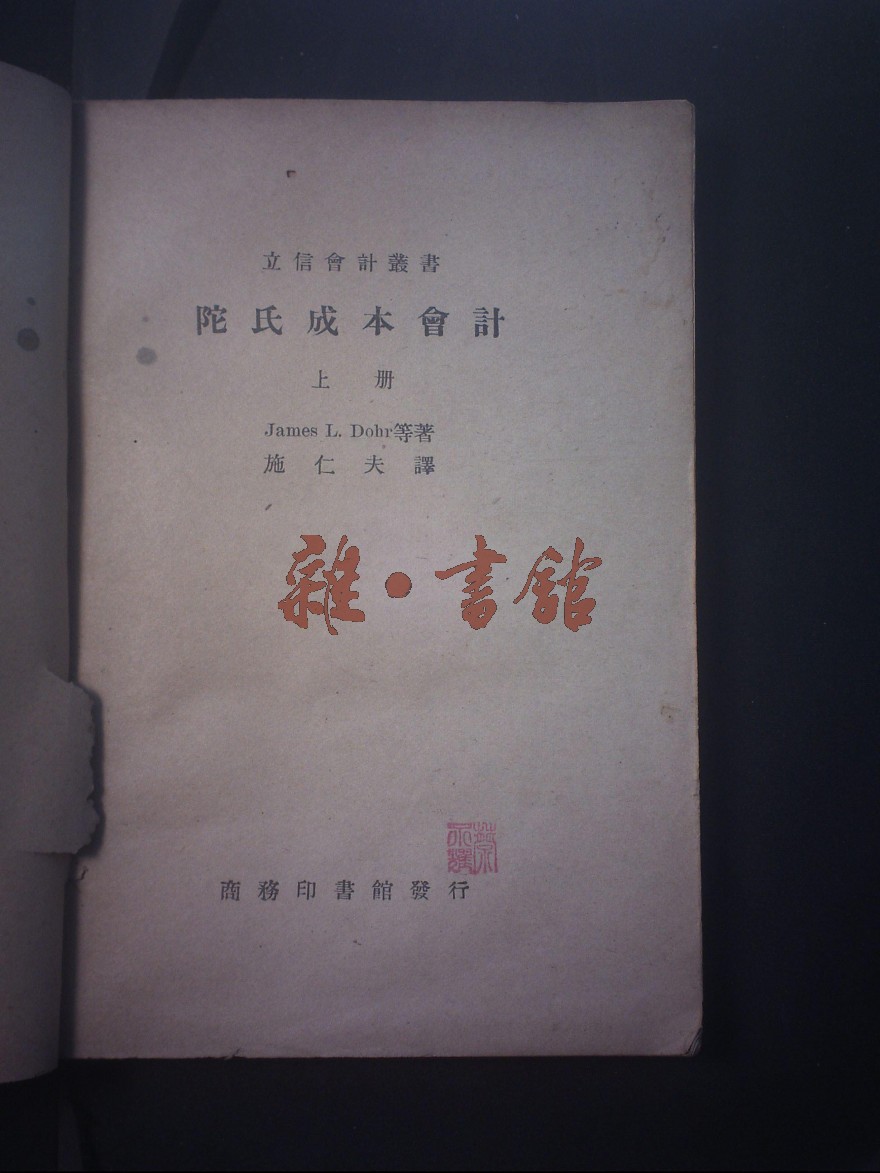 立信會計叢書
陀氏成本會計
上册
James L. Dohr等著
施仁夫譯
雜·書館
商務印書館發行